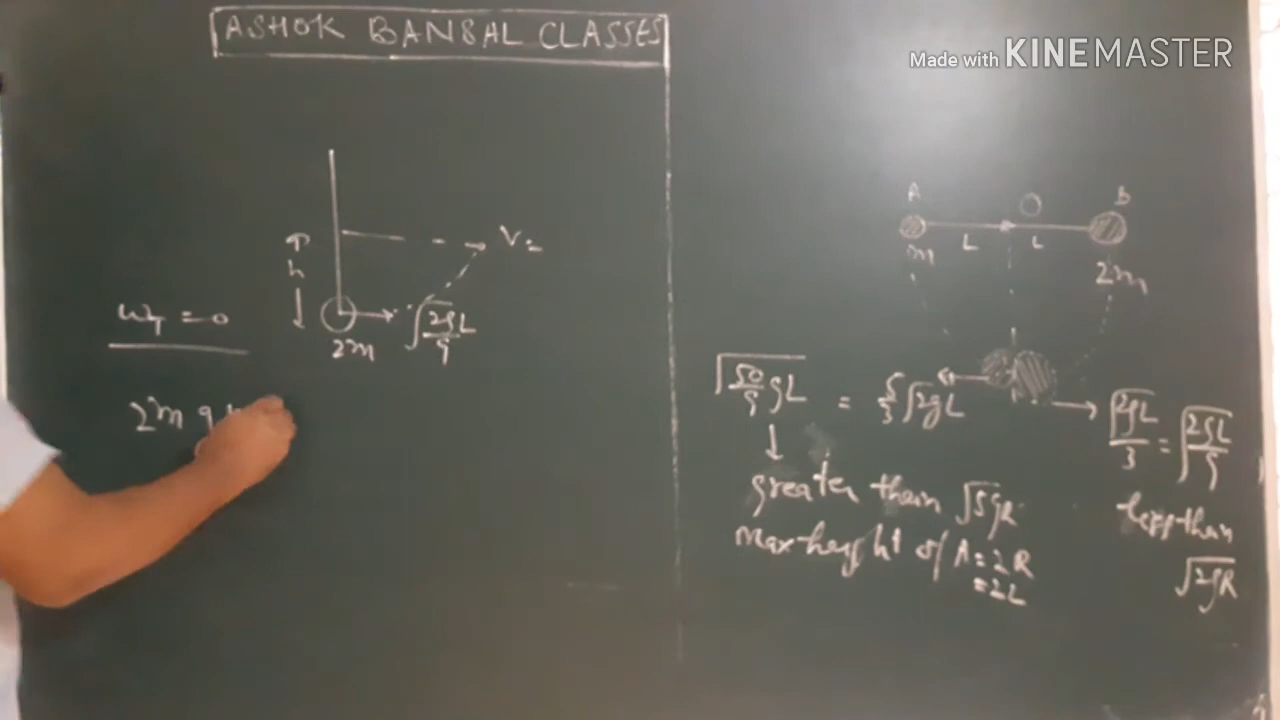 ASHOK BANSAL CLASSES
Made with KINEMASTER
A
O
B
L
L
m
2m
V=
h
2m
√2gL/9
W_T = 0
2m g
√50/9 gL = 5/3 √2gL
√2gL/3 = √2gL/9
greater than √5gR
less than
√2gR
Max height of A = 2R
= 2L